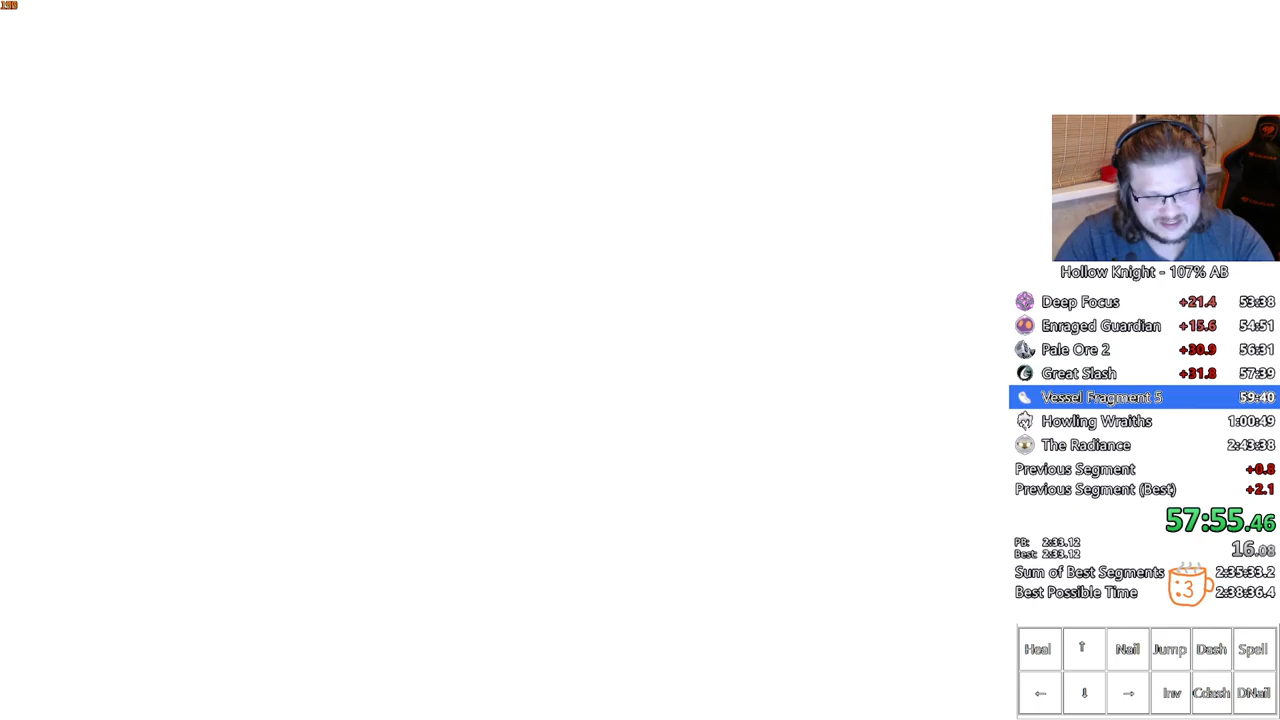 Hollow Knight - 107% AB
Deep Focus +21.4 53:38
Enraged Guardian +15.6 54:51
Pale Ore 2 +30.9 56:31
Great Slash +31.8 57:39
Vessel Fragment 5 59:40
Howling Wraiths 1:00:49
The Radiance 2:43:38
Previous Segment +0.8
Previous Segment (Best) +2.1
57:55.46
PB: 2:33.12
Best: 2:33.12
16.08
Sum of Best Segments 2:35:33.2
Best Possible Time 2:38:36.4
:3
Heal ↑ Nail Jump Dash Spell
← ↓ → Inv Cdash DNail